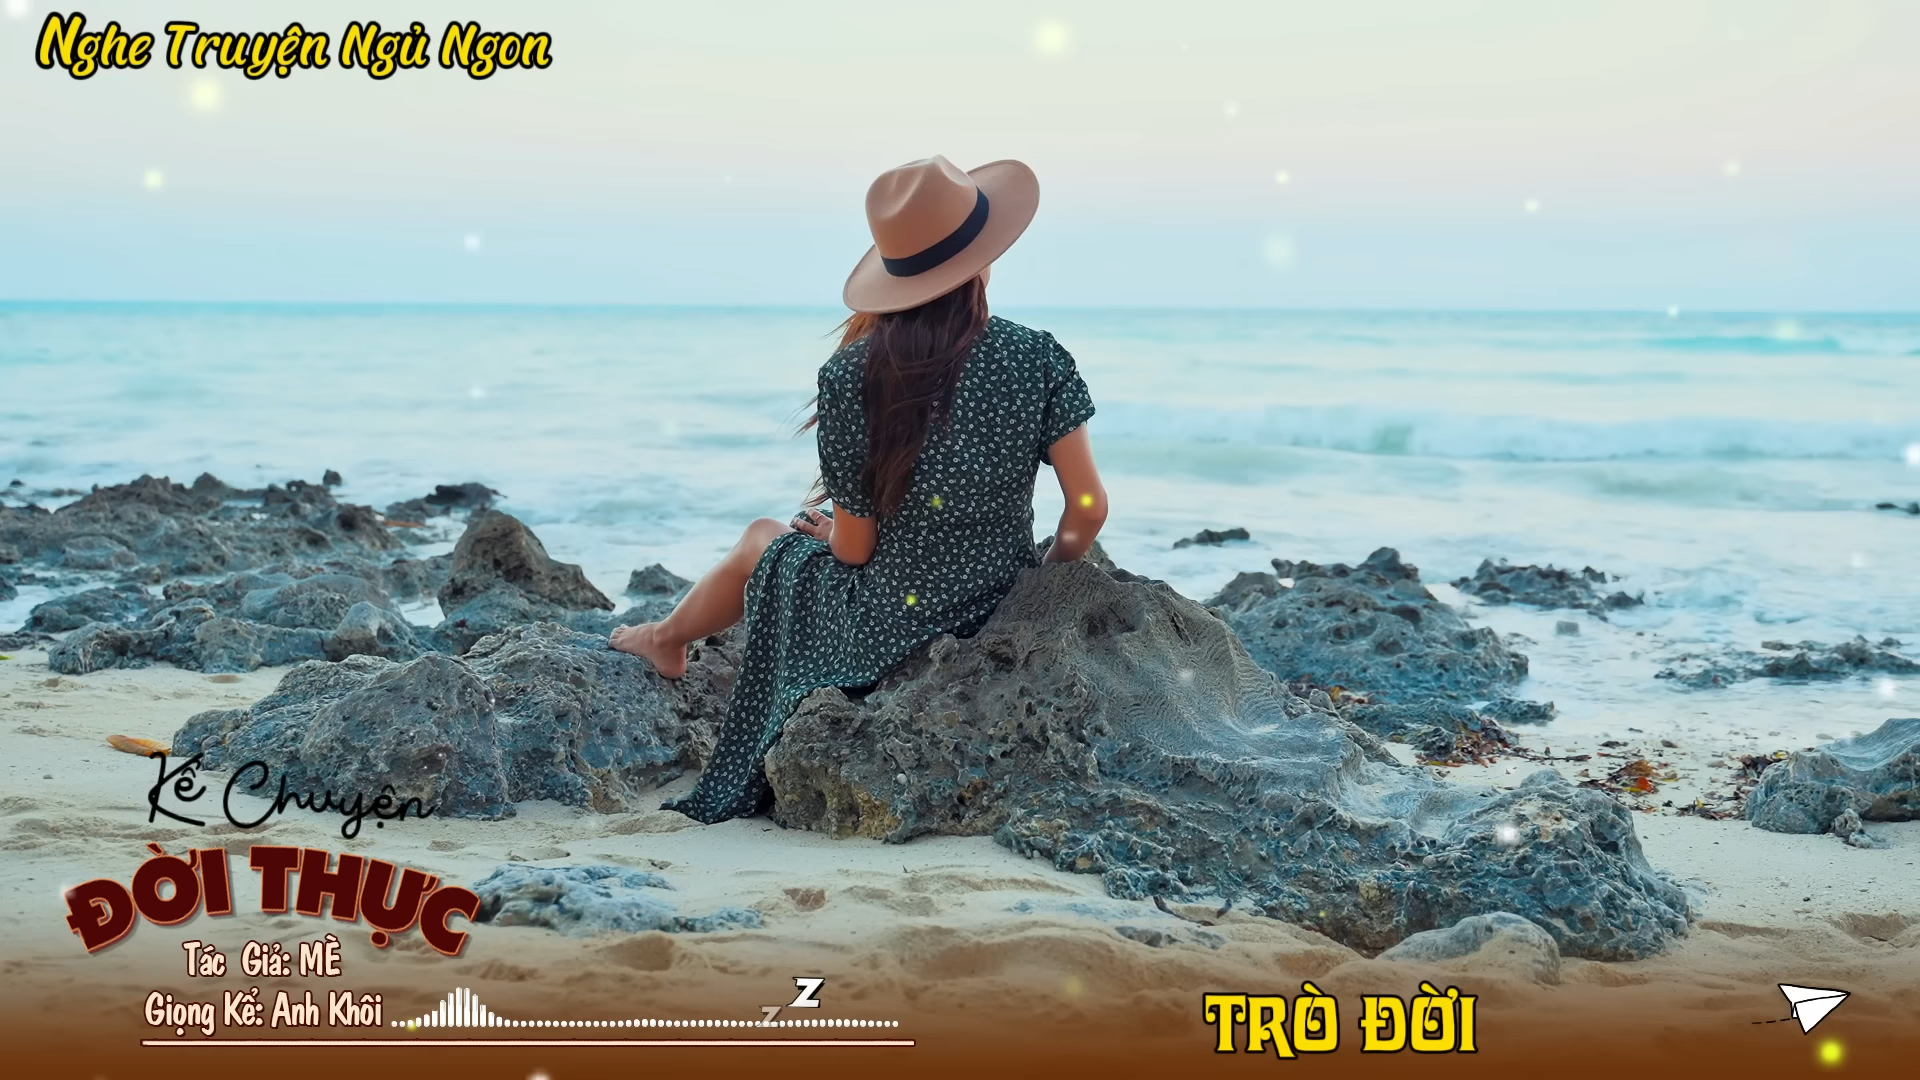 Nghe Truyện Ngủ Ngon
Kể Chuyện
ĐỜI THỰC
Tác Giả: MÈ
Giọng Kể: Anh Khôi
z z
TRÒ ĐỜI